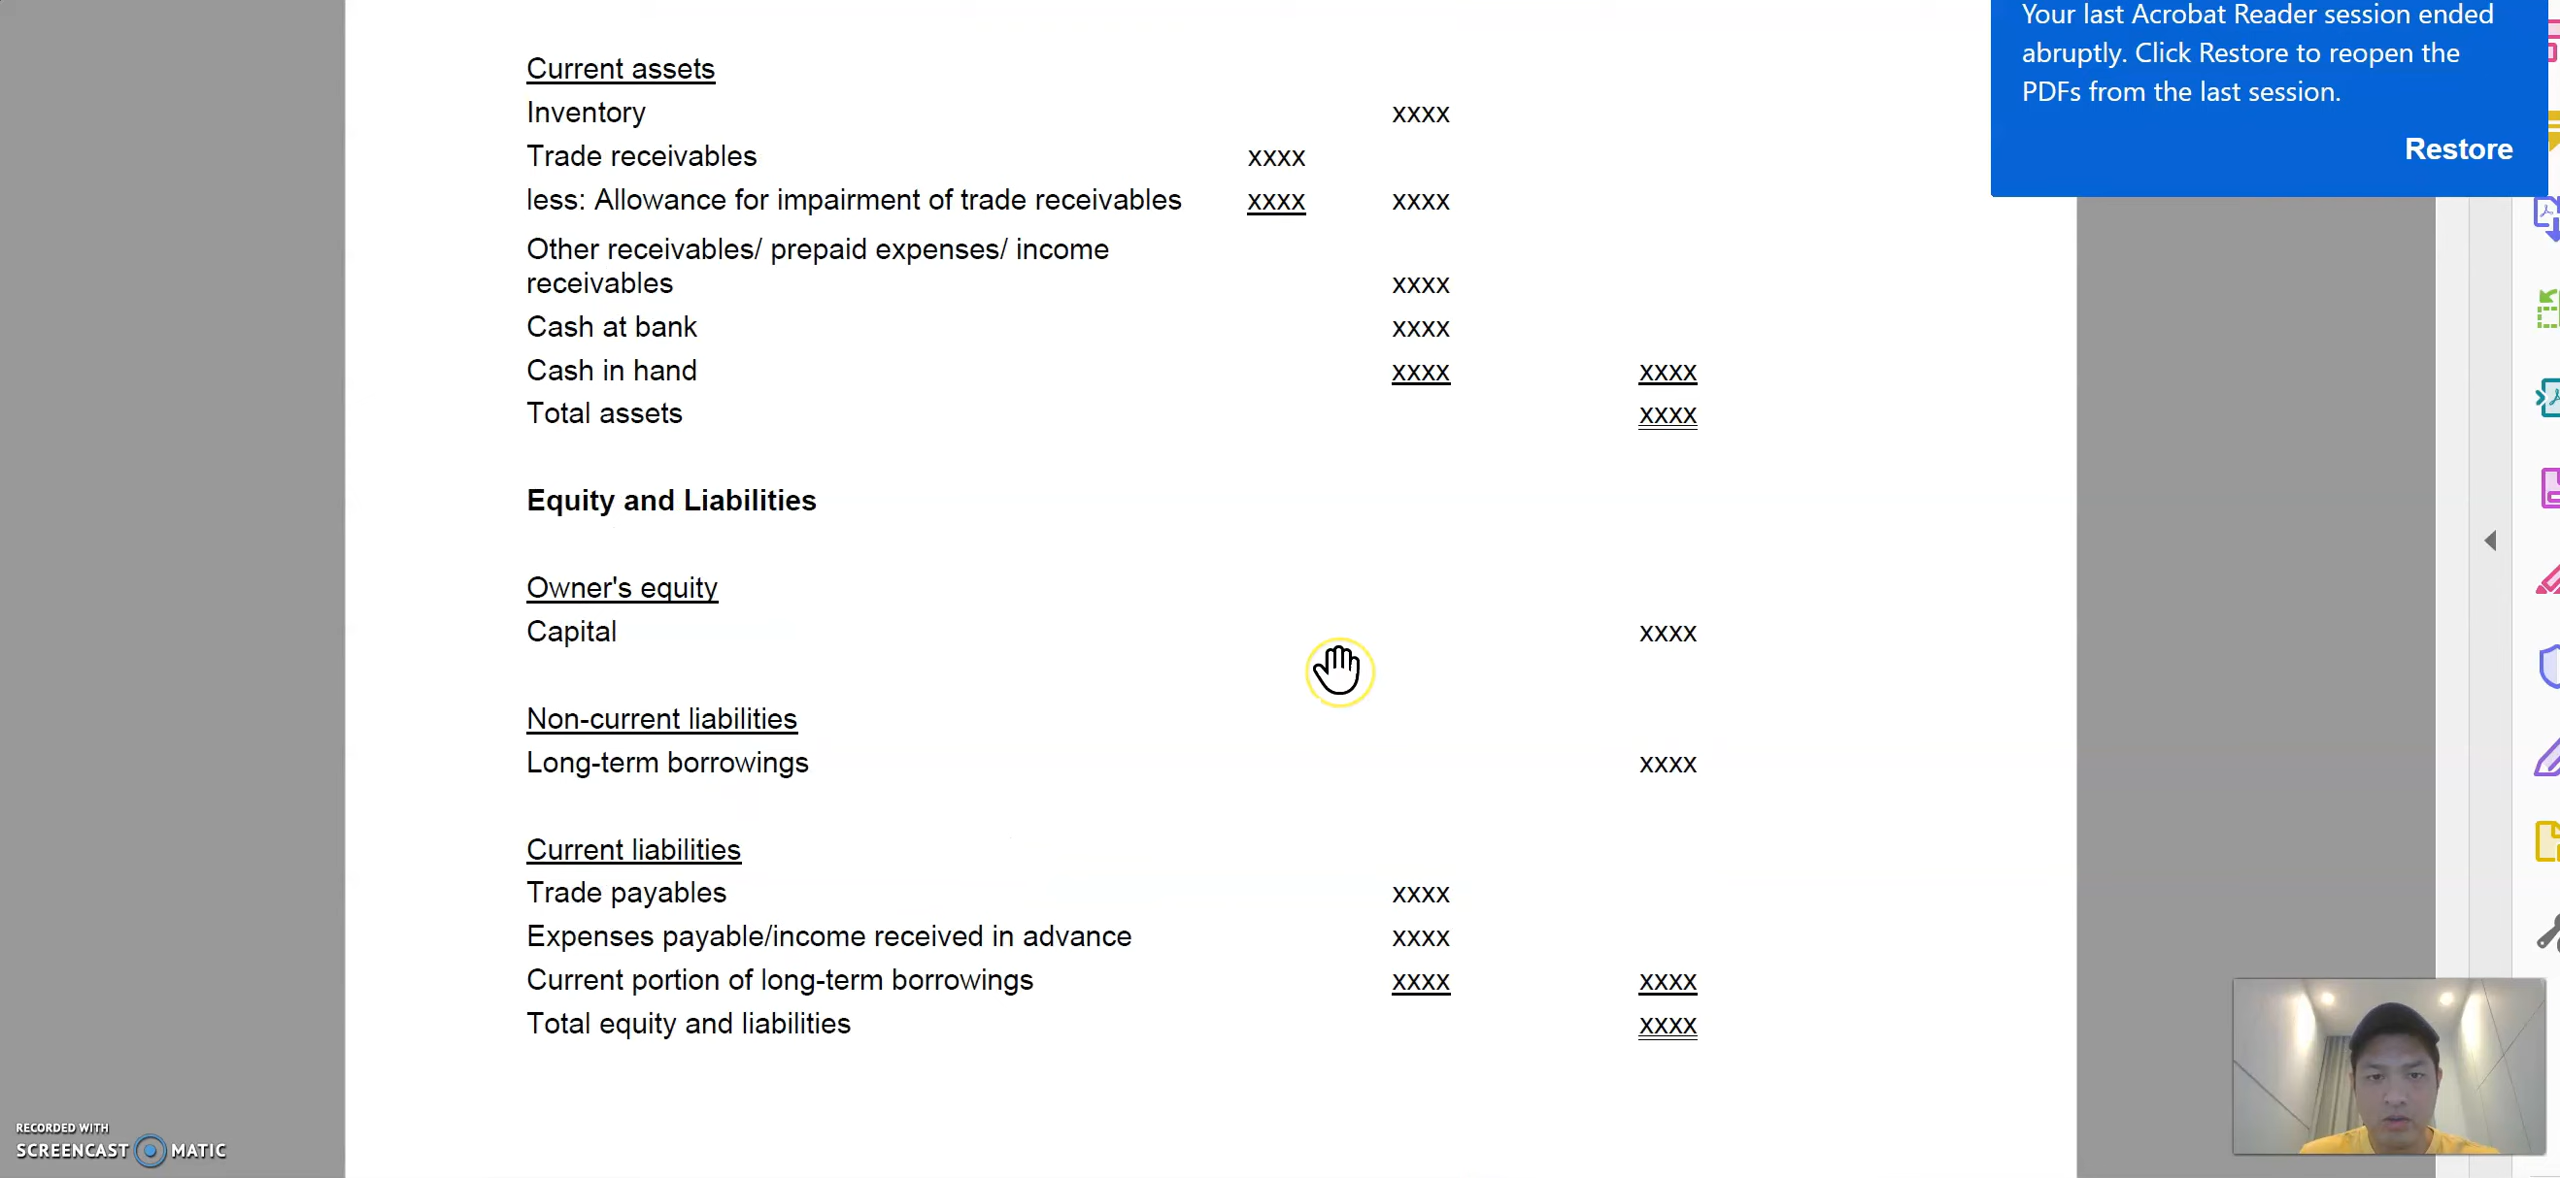 Your last Acrobat Reader session ended
abruptly. Click Restore to reopen the
PDFs from the last session.
Restore
Current assets
Inventory xxxx
Trade receivables xxxx
less: Allowance for impairment of trade receivables xxxx xxxx
Other receivables/ prepaid expenses/ income
receivables xxxx
Cash at bank xxxx
Cash in hand xxxx xxxx
Total assets xxxx
Equity and Liabilities
Owner's equity
Capital xxxx
Non-current liabilities
Long-term borrowings xxxx
Current liabilities
Trade payables xxxx
Expenses payable/income received in advance xxxx
Current portion of long-term borrowings xxxx xxxx
Total equity and liabilities xxxx
RECORDED WITH
SCREENCAST MATIC